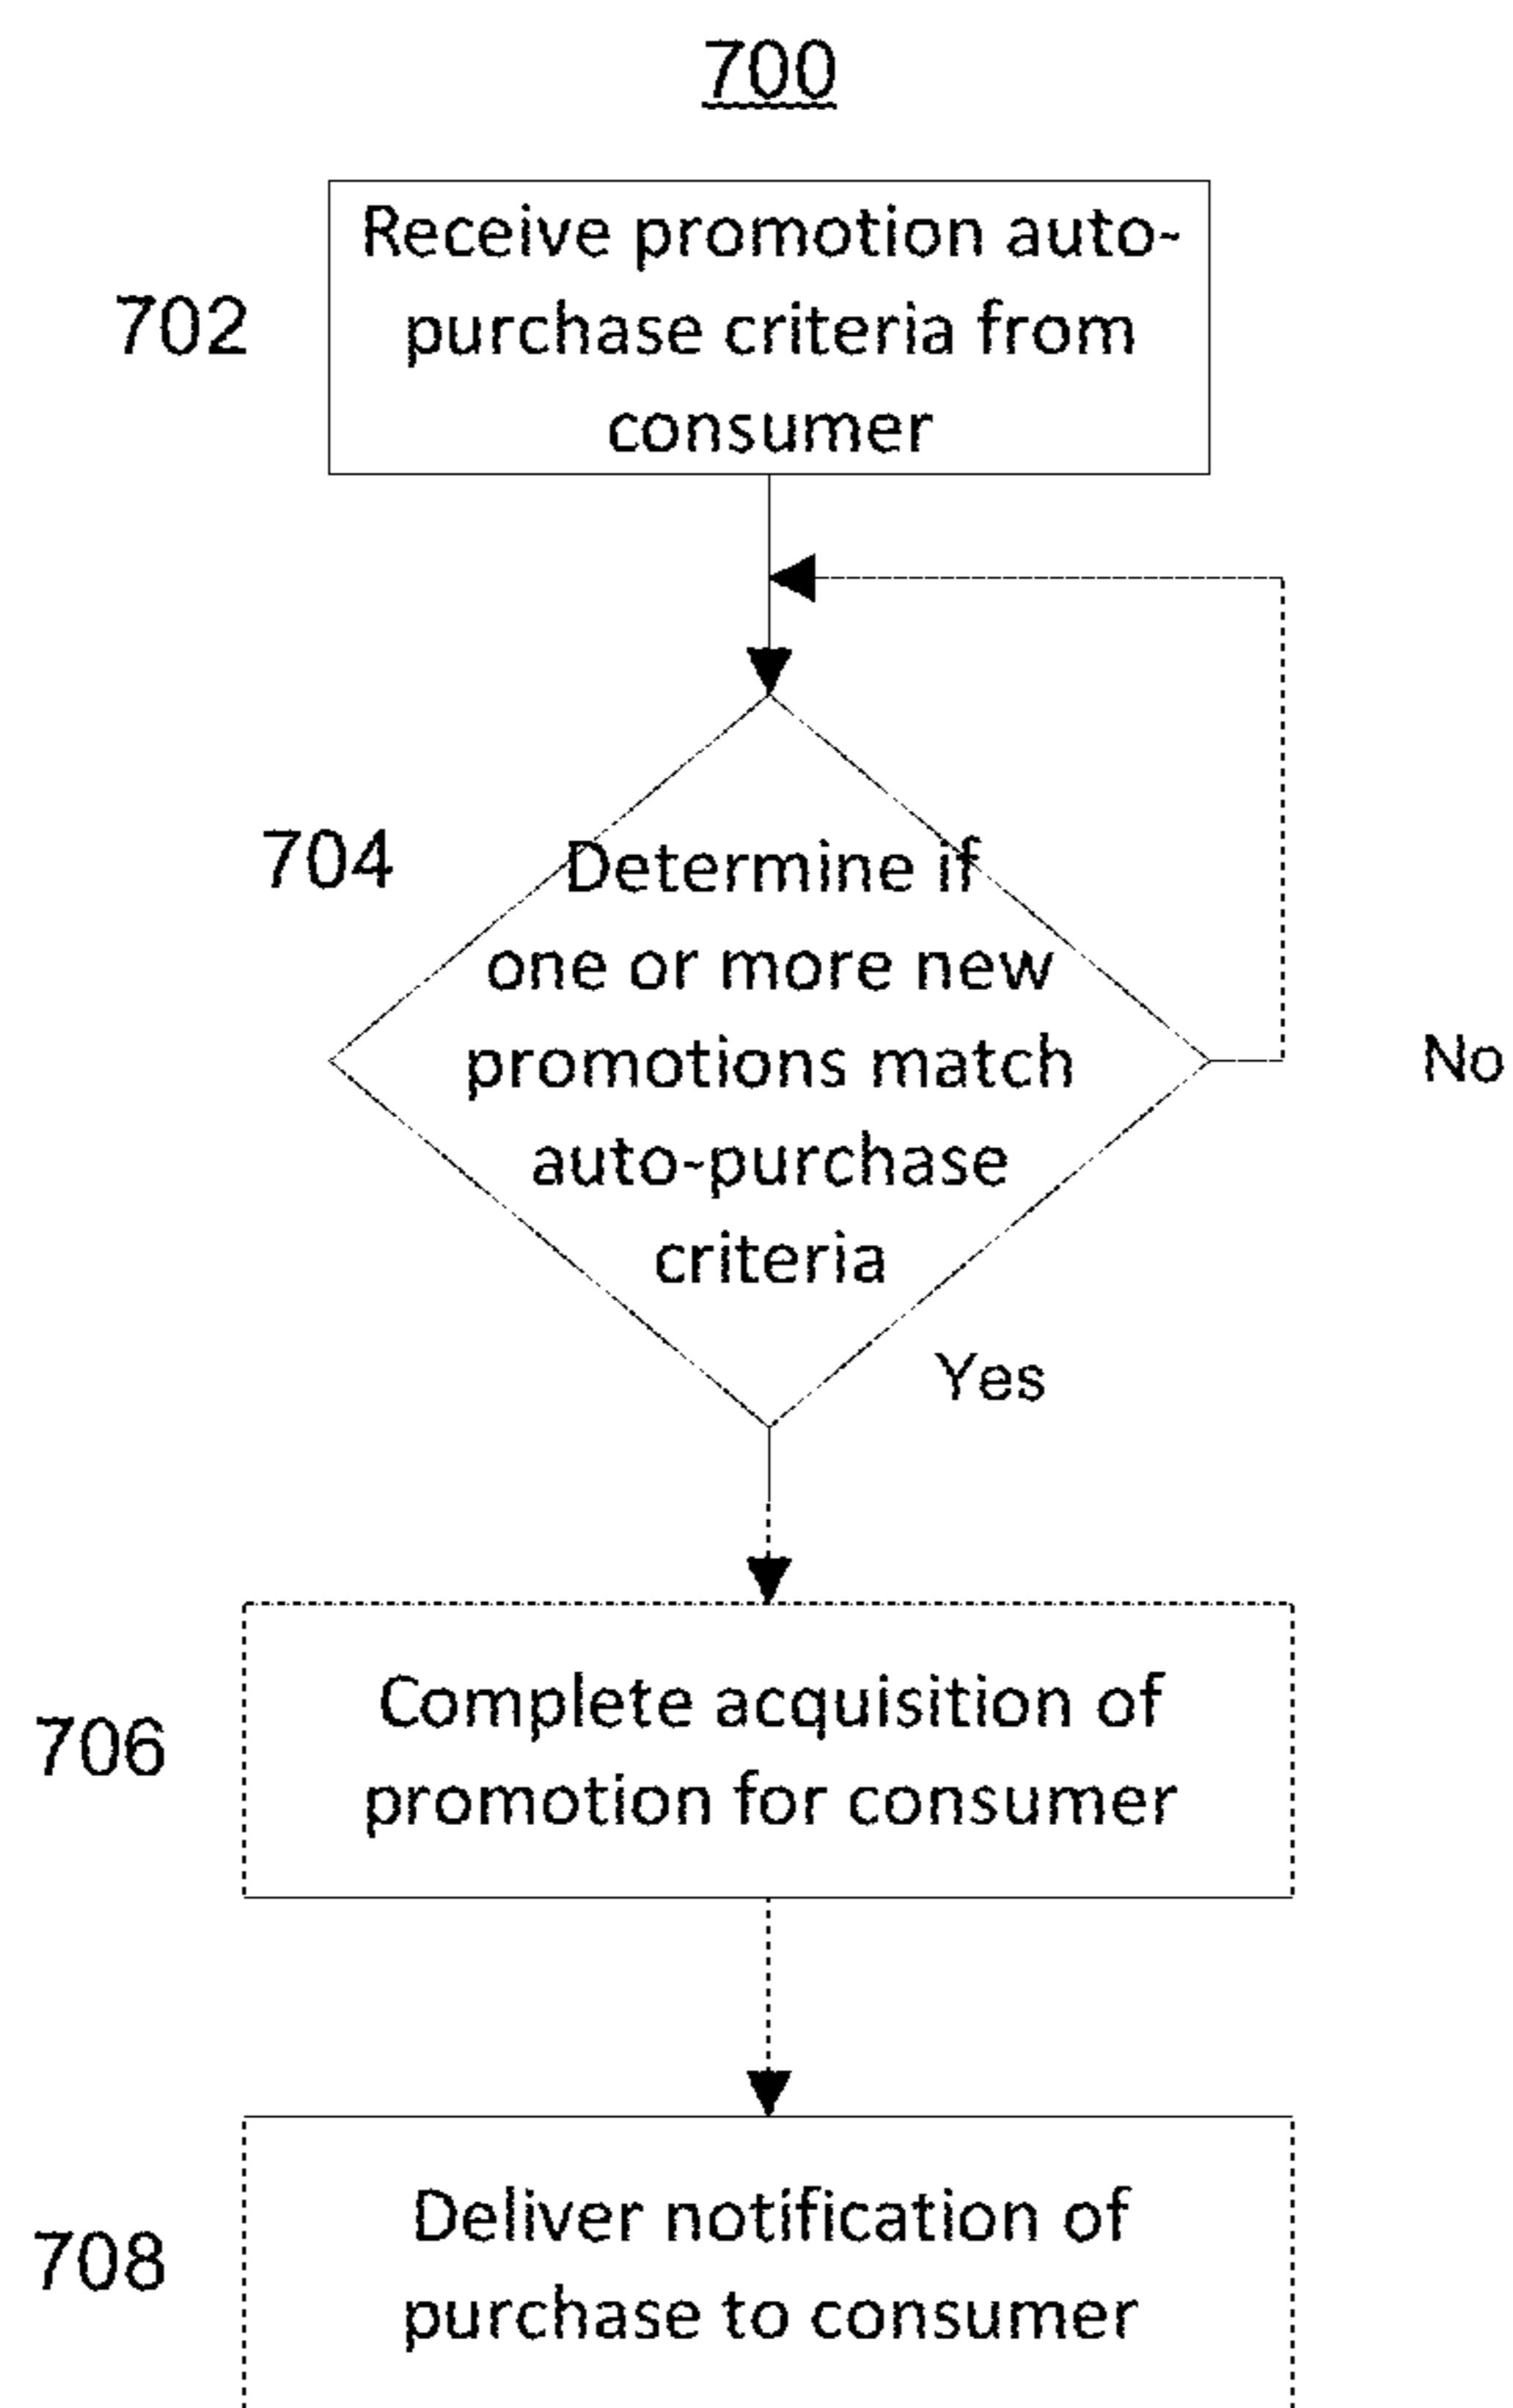 700
702
Receive promotion auto-
purchase criteria from
consumer
704
Determine if
one or more new
promotions match
auto-purchase
criteria
No
Yes
706
Complete acquisition of
promotion for consumer
708
Deliver notification of
purchase to consumer